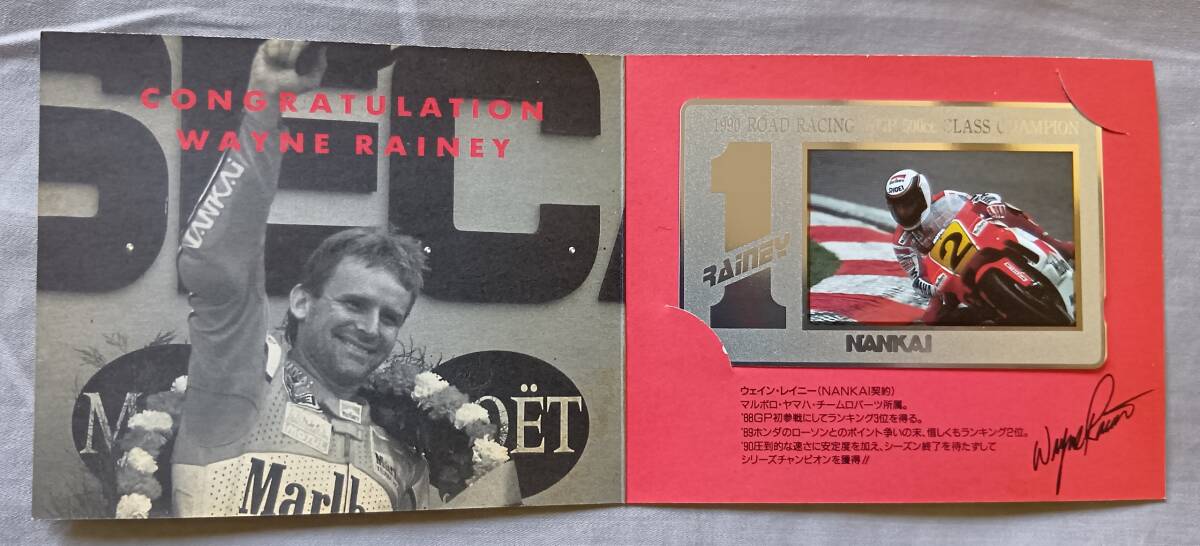 SECA
CONGRATULATION
WAYNE RAINEY
NANKAI
M
OËT
Marlb
1990 ROAD RACING GP 500cc CLASS CHAMPION
1
RAINEY
SHOEI
2
NANKAI
ウェイン・レイニー(NANKAI契約)
マルボロ・ヤマハ・チームロバーツ所属。
'88GP初参戦にしてランキング3位を得る。
'89ホンダのローソンとのポイント争いの末、惜しくもランキング2位。
'90圧倒的な速さに安定度を加え、シーズン終了を待たずして
シリーズチャンピオンを獲得!!
Wayne Rainey